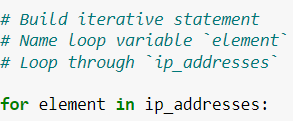 # Build iterative statement
# Name loop variable `element`
# Loop through `ip_addresses`
for element in ip_addresses: